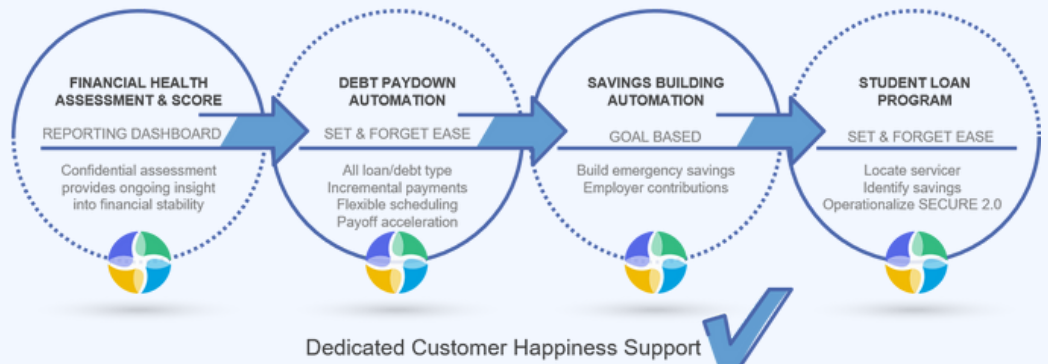 FINANCIAL HEALTH
ASSESSMENT & SCORE
REPORTING DASHBOARD
Confidential assessment
provides ongoing insight
into financial stability
DEBT PAYDOWN
AUTOMATION
SET & FORGET EASE
All loan/debt type
Incremental payments
Flexible scheduling
Payoff acceleration
SAVINGS BUILDING
AUTOMATION
GOAL BASED
Build emergency savings
Employer contributions
STUDENT LOAN
PROGRAM
SET & FORGET EASE
Locate servicer
Identify savings
Operationalize SECURE 2.0
Dedicated Customer Happiness Support